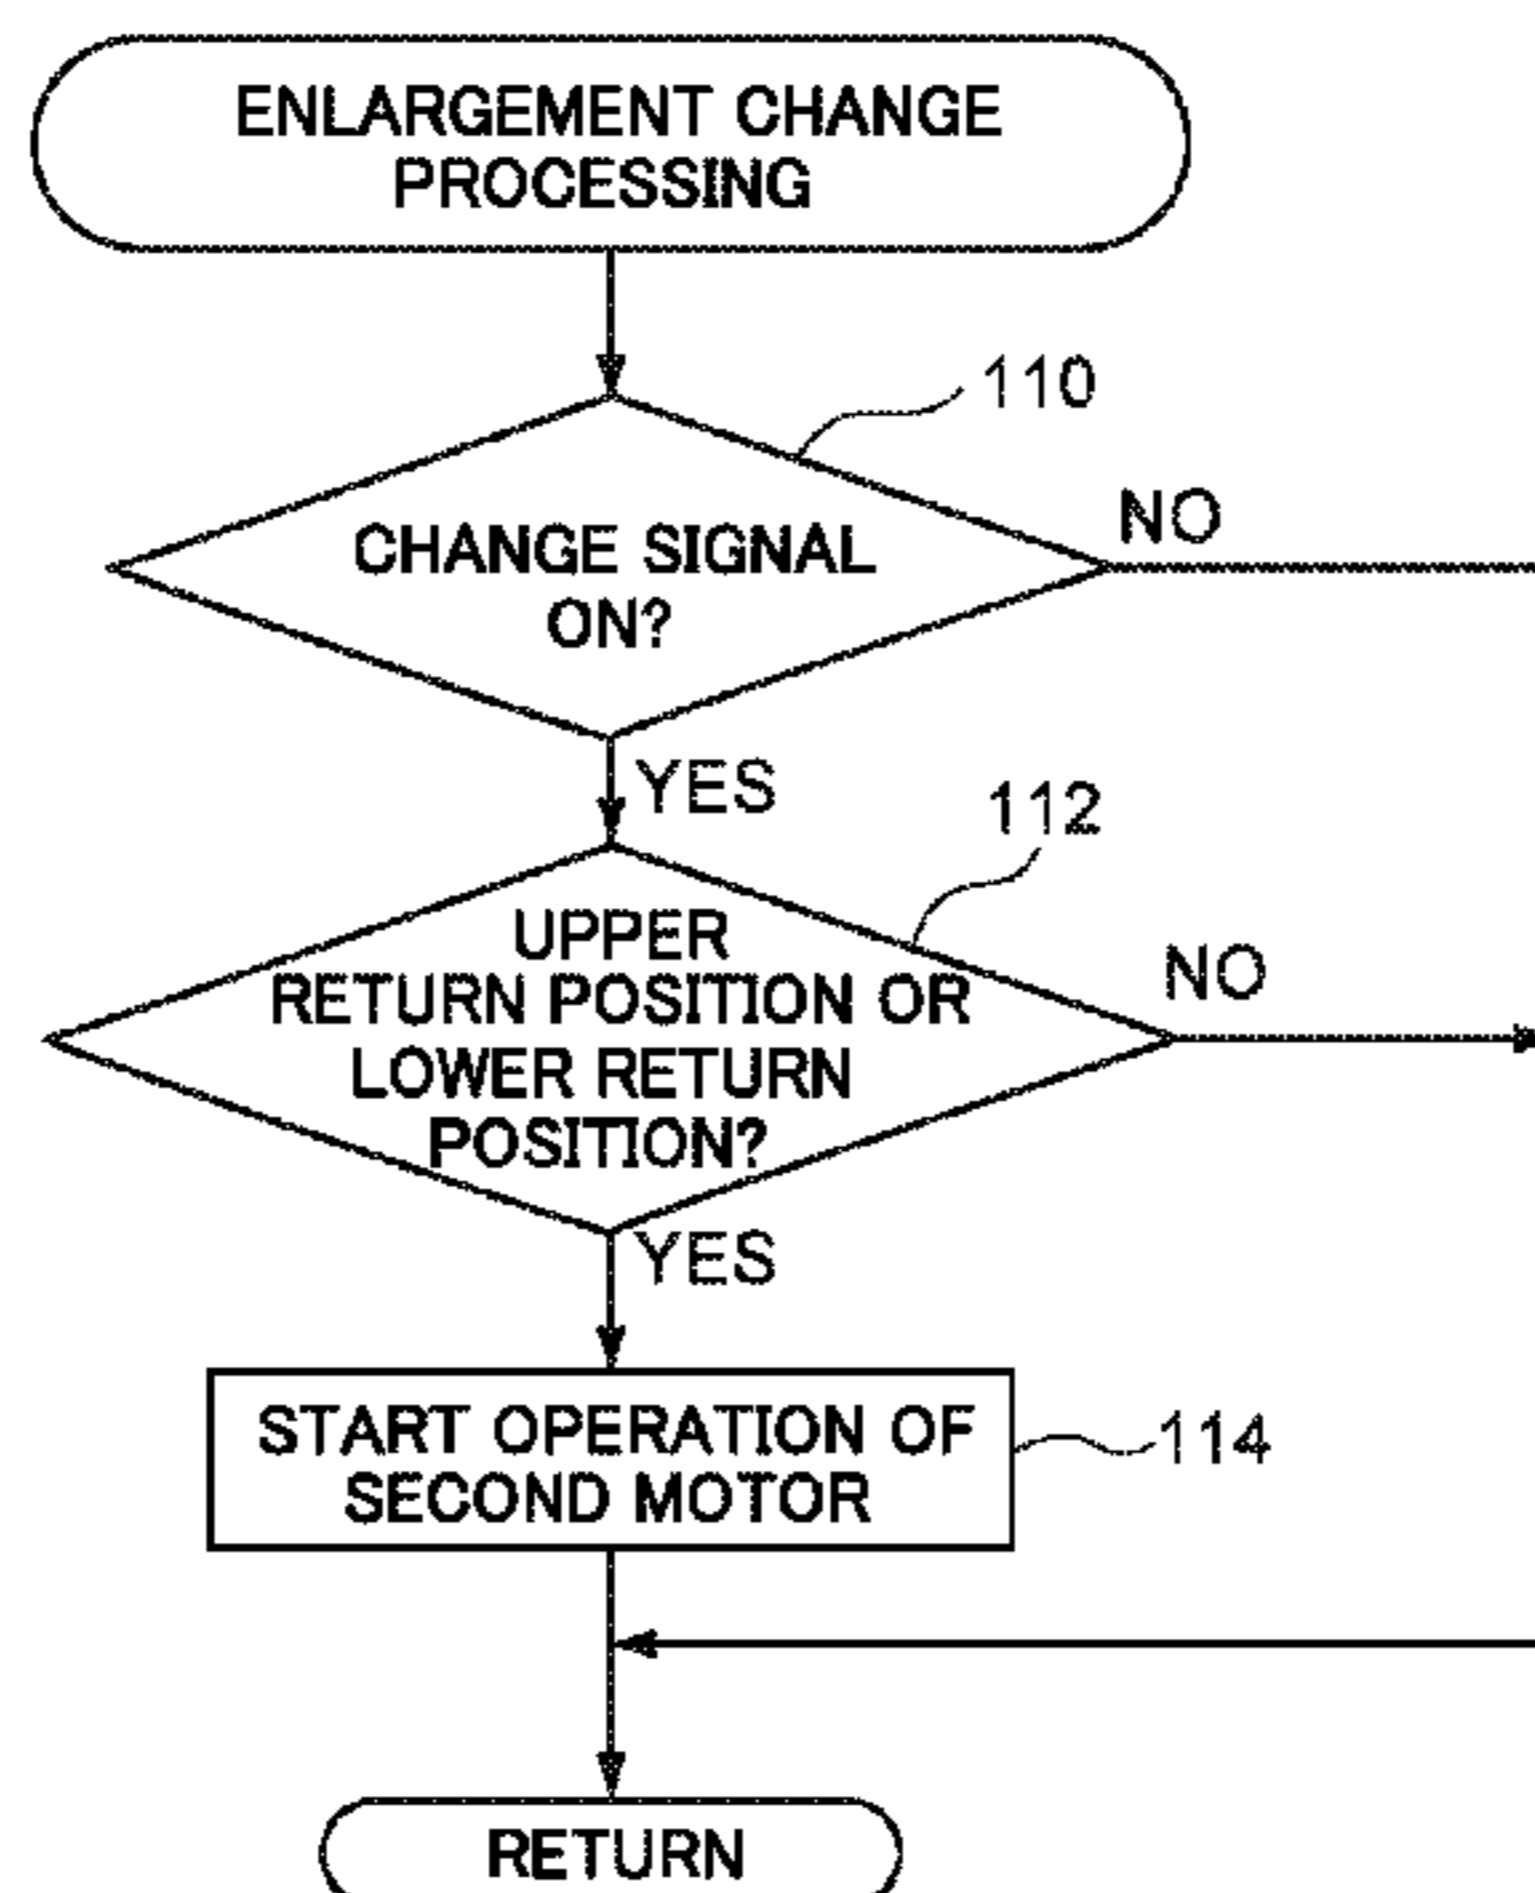 ENLARGEMENT CHANGE
PROCESSING
110
CHANGE SIGNAL
ON?
NO
YES
112
UPPER
RETURN POSITION OR
LOWER RETURN
POSITION?
NO
YES
START OPERATION OF
SECOND MOTOR
114
RETURN